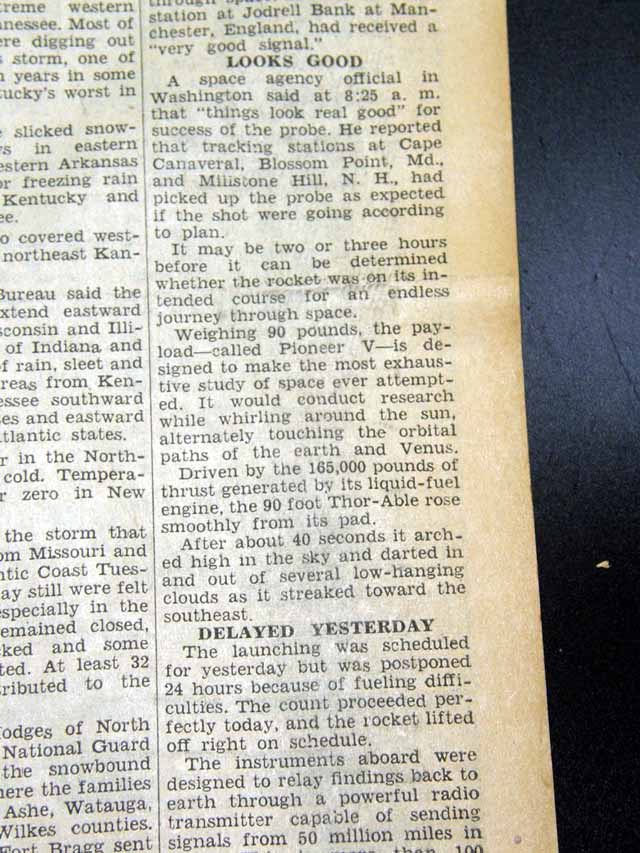 treme western
nnessee. Most of
ere digging out
s storm, one of
n years in some
tucky's worst in
e slicked snow-
ys in eastern
estern Arkansas
or freezing rain
Kentucky and
ee.
o covered west-
northeast Kan-
Bureau said the
extend eastward
sconsin and Illi-
of Indiana and
f rain, sleet and
reas from Ken-
essee southward
es and eastward
tlantic states.
r in the North-
cold. Tempera-
r zero in New
the storm that
om Missouri and
ntic Coast Tues-
ay still were felt
especially in the
remained closed,
cked and some
ted. At least 32
tributed to the
Hodges of North
National Guard
the snowbound
here the families
Ashe, Watauga,
Wilkes counties.
Fort Bragg sent
through space.
station at Jodrell Bank at Man-
chester, England, had received a
"very good signal."
LOOKS GOOD
A space agency official in
Washington said at 8:25 a. m.
that "things look real good" for
success of the probe. He reported
that tracking stations at Cape
Canaveral, Blossom Point, Md.,
and Millstone Hill, N. H., had
picked up the probe as expected
if the shot were going according
to plan.
It may be two or three hours
before it can be determined
whether the rocket was on its in-
tended course for an endless
journey through space.
Weighing 90 pounds, the pay-
load—called Pioneer V—is de-
signed to make the most exhaus-
tive study of space ever attempt-
ed. It would conduct research
while whirling around the sun,
alternately touching the orbital
paths of the earth and Venus.
Driven by the 165,000 pounds of
thrust generated by its liquid-fuel
engine, the 90 foot Thor-Able rose
smoothly from its pad.
After about 40 seconds it arch-
ed high in the sky and darted in
and out of several low-hanging
clouds as it streaked toward the
southeast.
DELAYED YESTERDAY
The launching was scheduled
for yesterday but was postponed
24 hours because of fueling diffi-
culties. The count proceeded per-
fectly today, and the rocket lifted
off right on schedule.
The instruments aboard were
designed to relay findings back to
earth through a powerful radio
transmitter capable of sending
signals from 50 million miles in
than 100